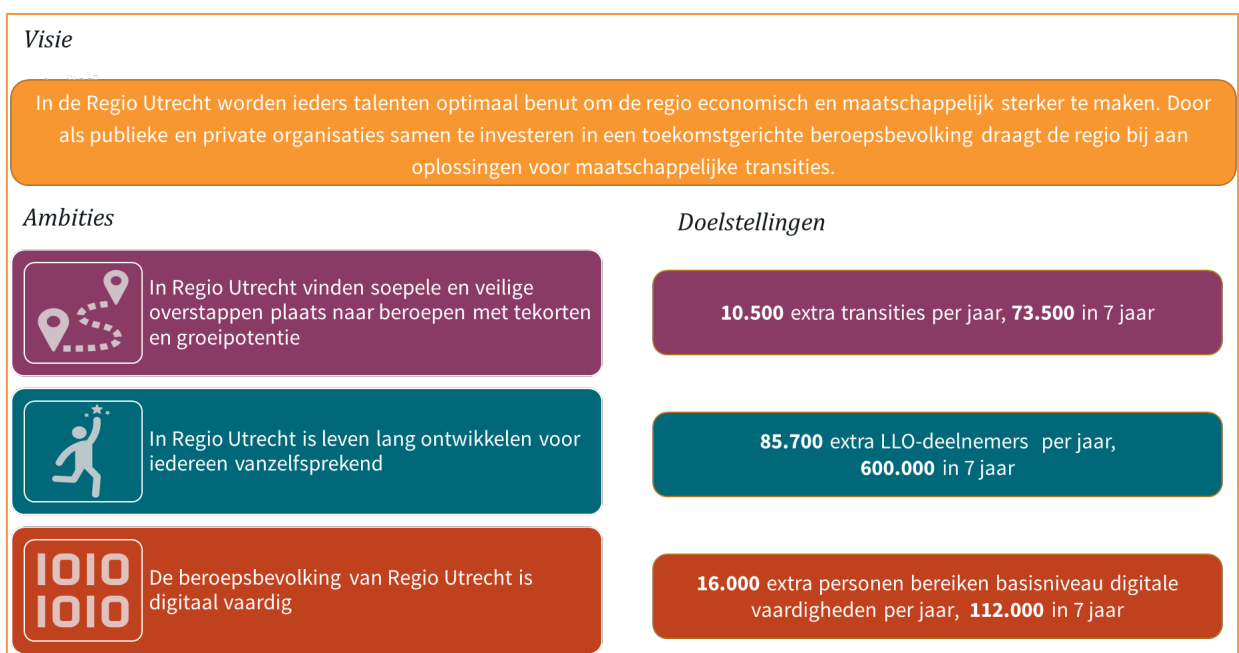 Visie
In de Regio Utrecht worden ieders talenten optimaal benut om de regio economisch en maatschappelijk sterker te maken. Door
als publieke en private organisaties samen te investeren in een toekomstgerichte beroepsbevolking draagt de regio bij aan
oplossingen voor maatschappelijke transities.
Ambities
Doelstellingen
In Regio Utrecht vinden soepele en veilige
overstappen plaats naar beroepen met tekorten
en groeipotentie
10.500 extra transities per jaar, 73.500 in 7 jaar
In Regio Utrecht is leven lang ontwikkelen voor
iedereen vanzelfsprekend
85.700 extra LLO-deelnemers per jaar,
600.000 in 7 jaar
1010
1010
De beroepsbevolking van Regio Utrecht is
digitaal vaardig
16.000 extra personen bereiken basisniveau digitale
vaardigheden per jaar, 112.000 in 7 jaar